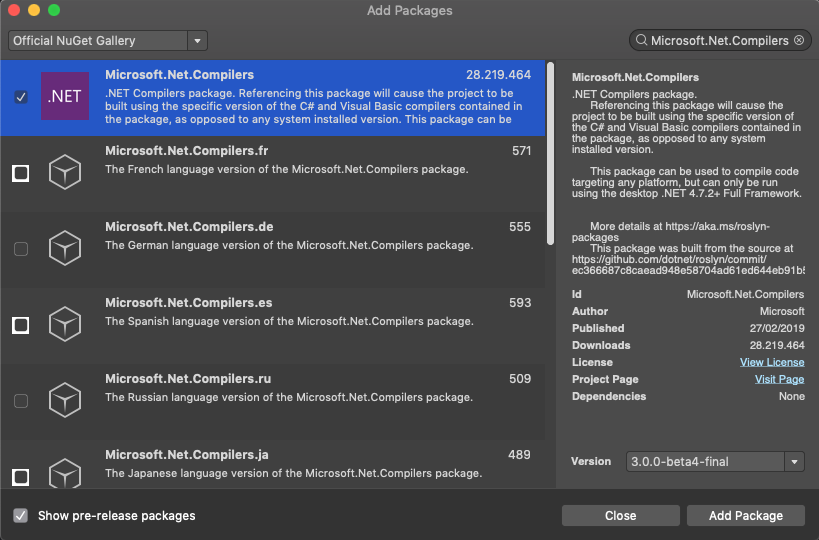 Add Packages
Official NuGet Gallery
Microsoft.Net.Compilers
.NET
Microsoft.Net.Compilers 28.219.464
.NET Compilers package. Referencing this package will cause the project to be
built using the specific version of the C# and Visual Basic compilers contained in
the package, as opposed to any system installed version. This package can be
Microsoft.Net.Compilers.fr 571
The French language version of the Microsoft.Net.Compilers package.
Microsoft.Net.Compilers.de 555
The German language version of the Microsoft.Net.Compilers package.
Microsoft.Net.Compilers.es 593
The Spanish language version of the Microsoft.Net.Compilers package.
Microsoft.Net.Compilers.ru 509
The Russian language version of the Microsoft.Net.Compilers package.
Microsoft.Net.Compilers.ja 489
The Japanese language version of the Microsoft.Net.Compilers package.
Microsoft.Net.Compilers
.NET Compilers package.
Referencing this package will cause the
project to be built using the specific version of
the C# and Visual Basic compilers contained in
the package, as opposed to any system
installed version.
This package can be used to compile code
targeting any platform, but can only be run
using the desktop .NET 4.7.2+ Full Framework.
More details at https://aka.ms/roslyn-
packages
This package was built from the source at
https://github.com/dotnet/roslyn/commit/
ec366687c8caead948e58704ad61ed644eb91b5
Id Microsoft.Net.Compilers
Author Microsoft
Published 27/02/2019
Downloads 28.219.464
License View License
Project Page Visit Page
Dependencies None
Version 3.0.0-beta4-final
Show pre-release packages
Close
Add Package